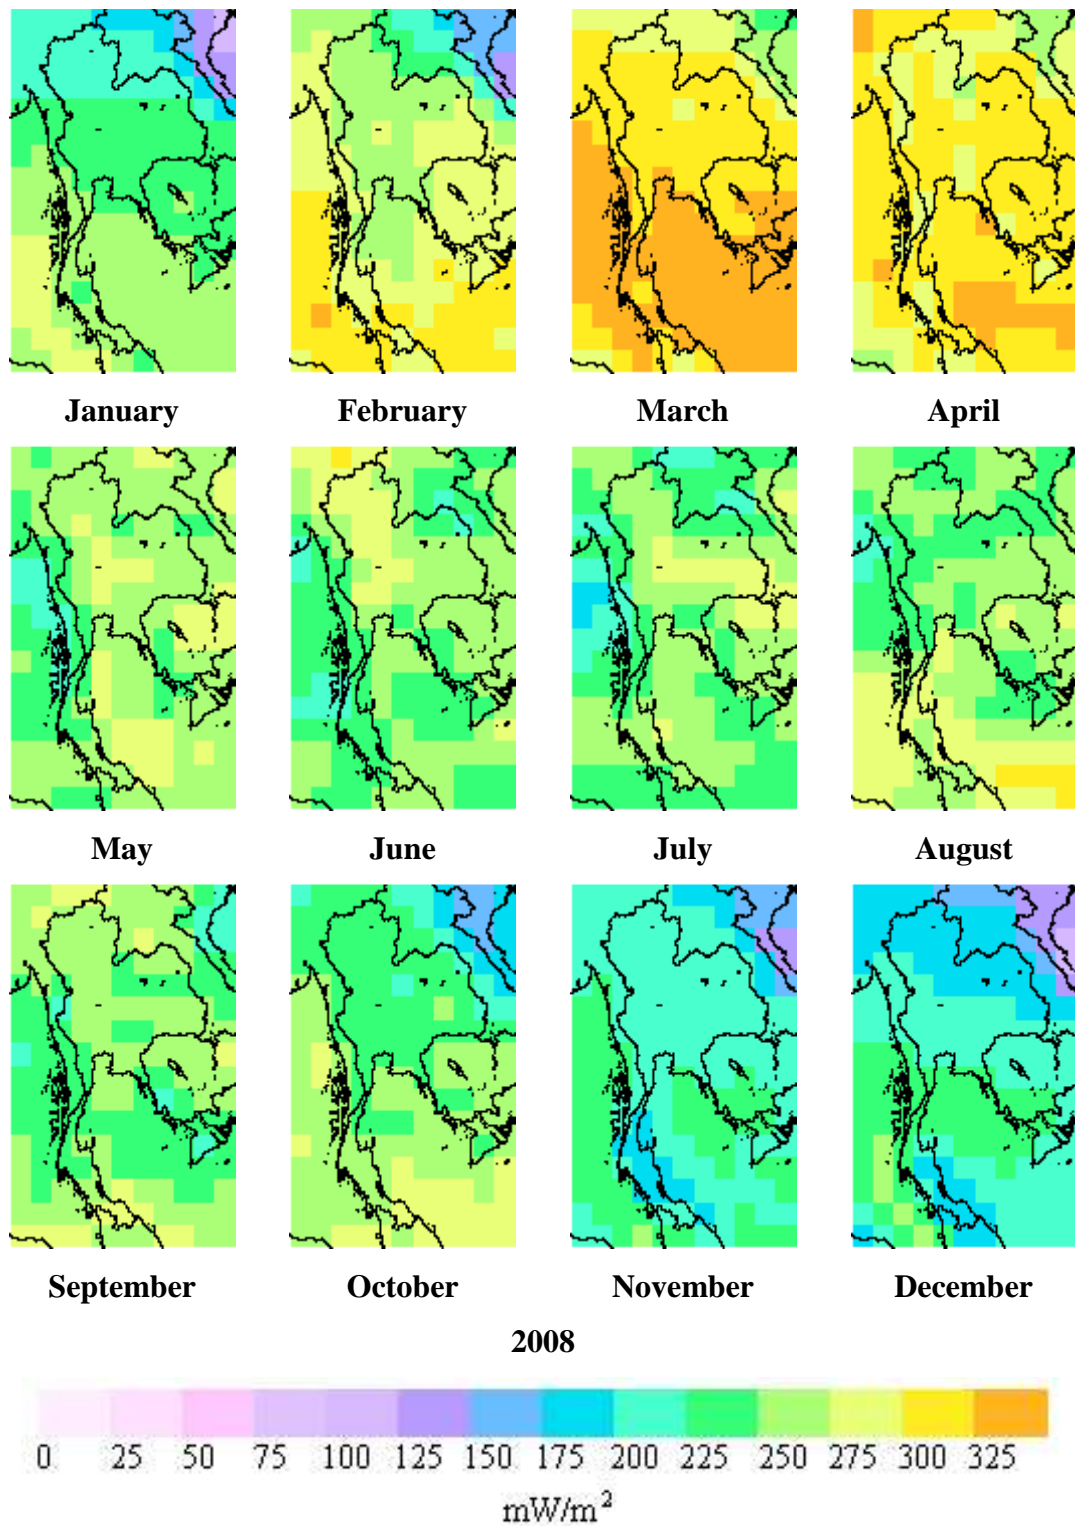 January February March April
May June July August
September October November December
2008
0 25 50 75 100 125 150 175 200 225 250 275 300 325
mW/m²